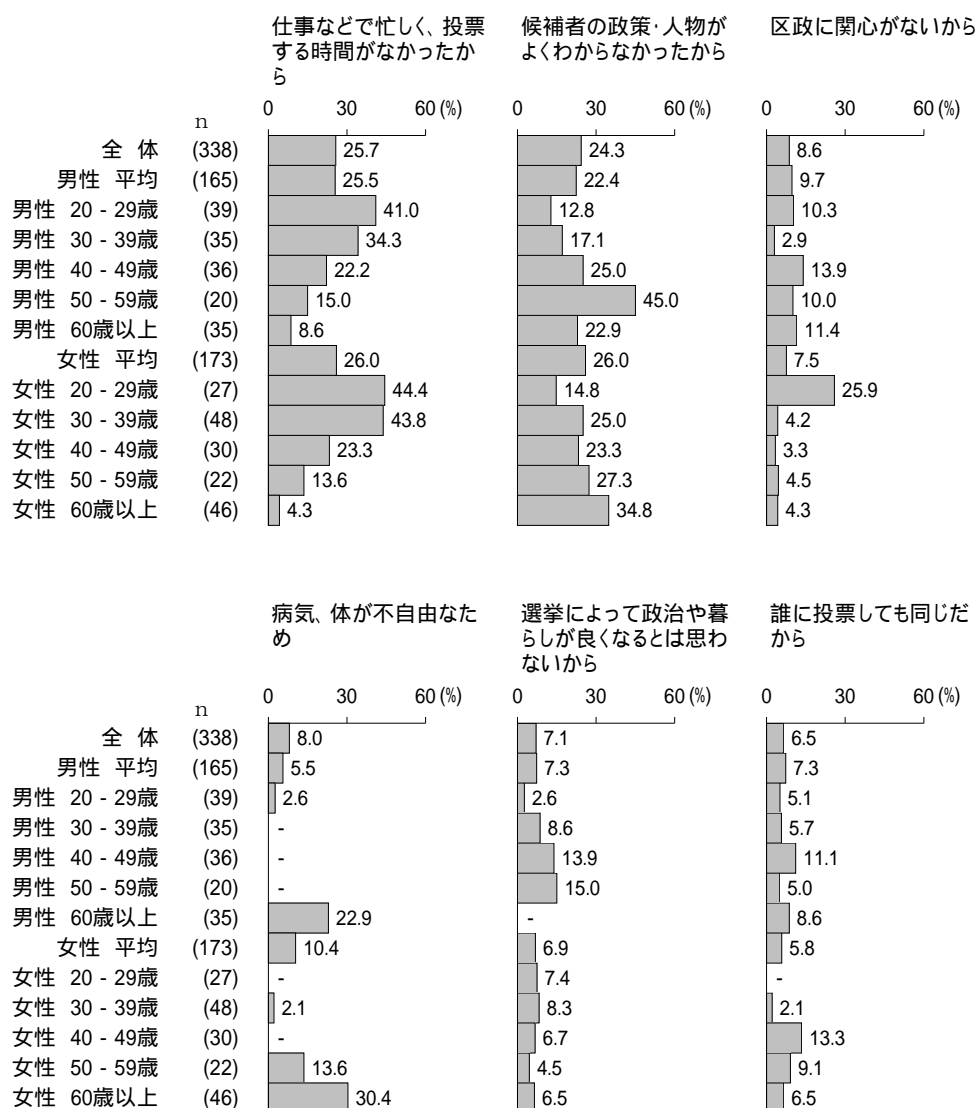 仕事などで忙しく、投票 候補者の政策・人物が 区政に関心がないから
する時間がなかったか よくわからなかったから
ら
0 30 60 (%) 0 30 60 (%) 0 30 60 (%)
n
全 体 (338) 25.7 24.3 8.6
男性 平均 (165) 25.5 22.4 9.7
男性 20 - 29歳 (39) 41.0 12.8 10.3
男性 30 - 39歳 (35) 34.3 17.1 2.9
男性 40 - 49歳 (36) 22.2 25.0 13.9
男性 50 - 59歳 (20) 15.0 45.0 10.0
男性 60歳以上 (35) 8.6 22.9 11.4
女性 平均 (173) 26.0 26.0 7.5
女性 20 - 29歳 (27) 44.4 14.8 25.9
女性 30 - 39歳 (48) 43.8 25.0 4.2
女性 40 - 49歳 (30) 23.3 23.3 3.3
女性 50 - 59歳 (22) 13.6 27.3 4.5
女性 60歳以上 (46) 4.3 34.8 4.3
病気、体が不自由なた 選挙によって政治や暮 誰に投票しても同じだ
め らしが良くなるとは思わ から
ないから
0 30 60 (%) 0 30 60 (%) 0 30 60 (%)
n
全 体 (338) 8.0 7.1 6.5
男性 平均 (165) 5.5 7.3 7.3
男性 20 - 29歳 (39) 2.6 2.6 5.1
男性 30 - 39歳 (35) - 8.6 5.7
男性 40 - 49歳 (36) - 13.9 11.1
男性 50 - 59歳 (20) - 15.0 5.0
男性 60歳以上 (35) 22.9 - 8.6
女性 平均 (173) 10.4 6.9 5.8
女性 20 - 29歳 (27) - 7.4 -
女性 30 - 39歳 (48) 2.1 8.3 2.1
女性 40 - 49歳 (30) - 6.7 13.3
女性 50 - 59歳 (22) 13.6 4.5 9.1
女性 60歳以上 (46) 30.4 6.5 6.5